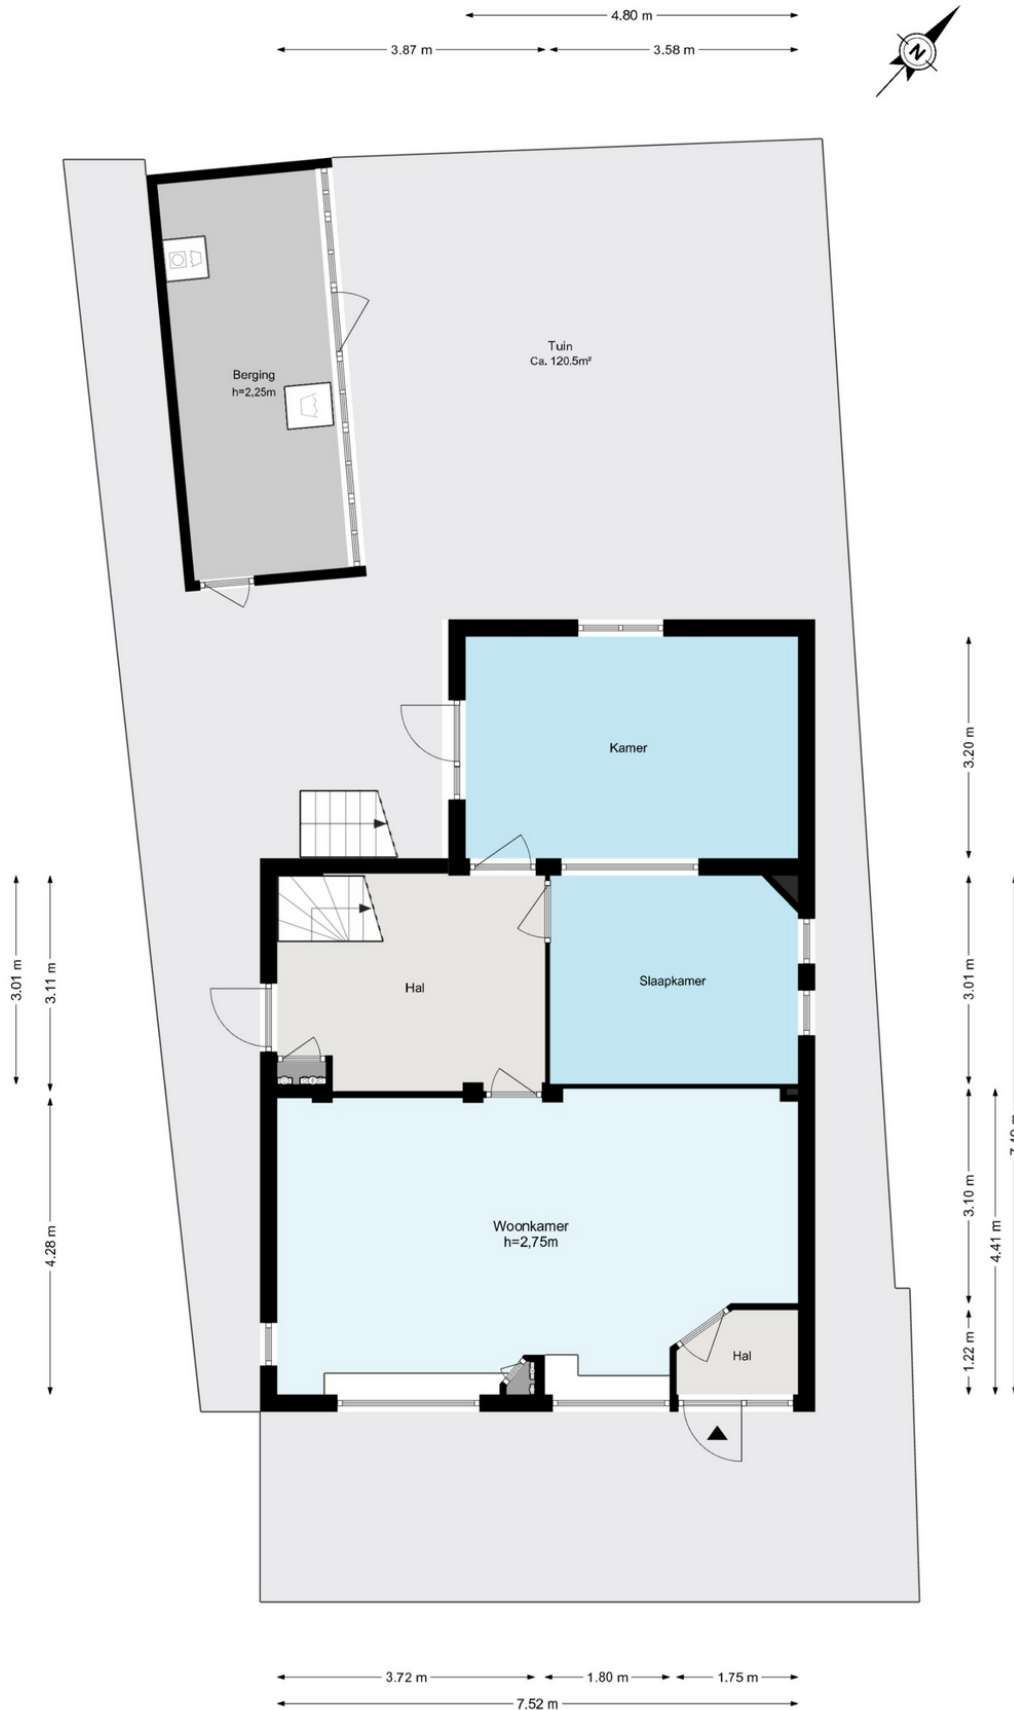 4.80 m
3.87 m
3.58 m
N
Tuin
Ca. 120,5m²
Berging
h=2,25m
Kamer
3.20 m
3.01 m
3.11 m
Hal
Slaapkamer
3.01 m
4.28 m
Woonkamer
h=2,75m
3.10 m
4.41 m
Hal
1.22 m
3.72 m
1.80 m
1.75 m
7.52 m